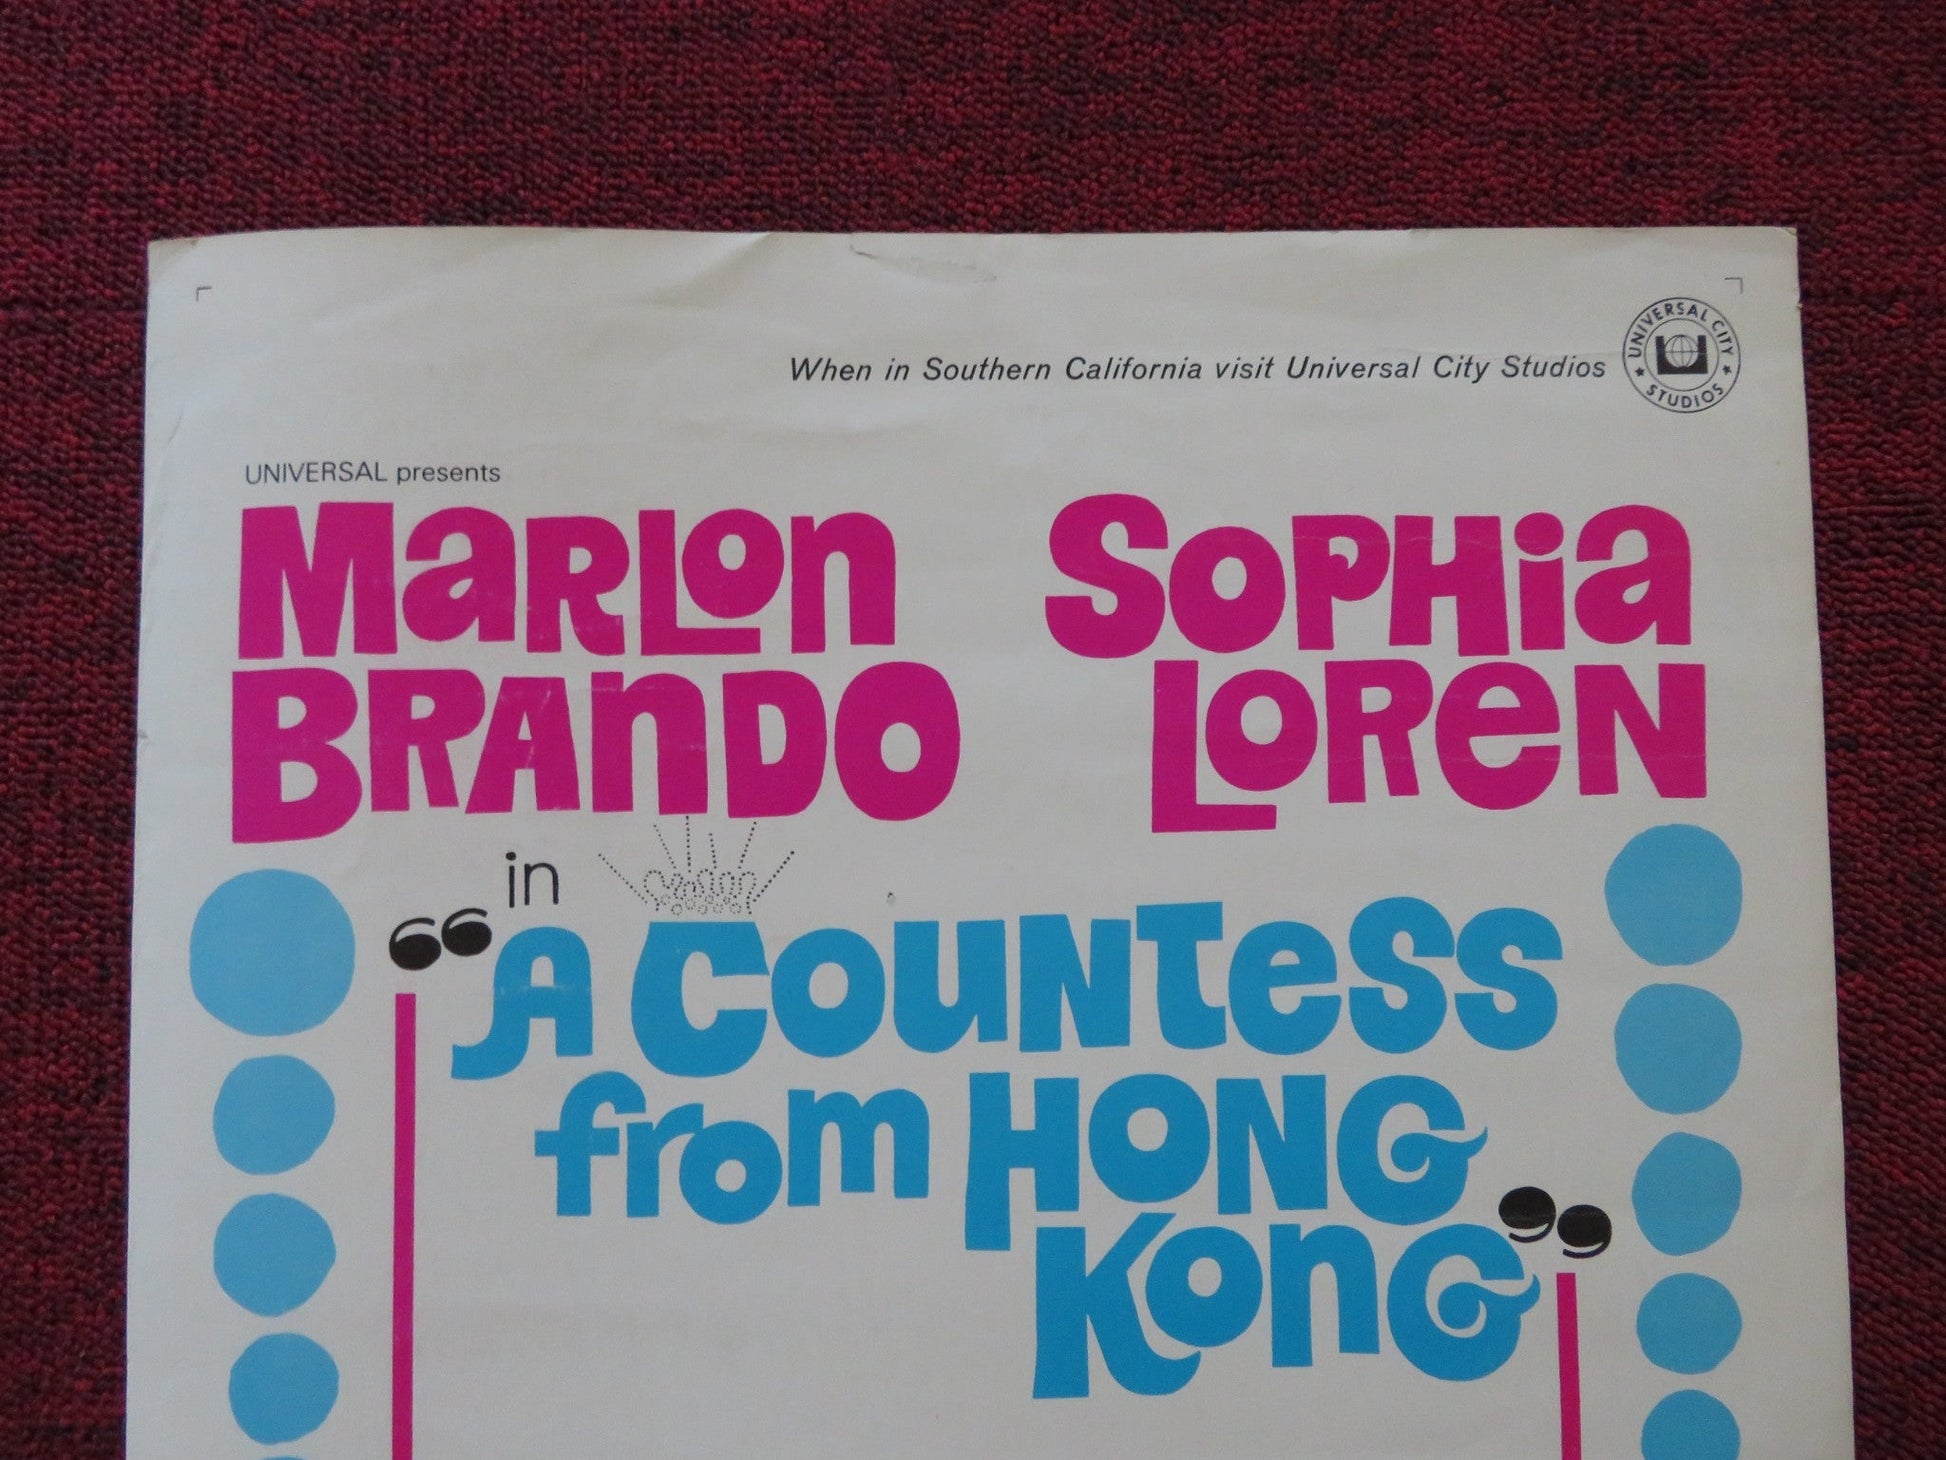 When in Southern California visit Universal City Studios
UNIVERSAL CITY
★ STUDIOS ★
UNIVERSAL presents
MaRLon SOPHia
BRAnDO LOReN
in
“A COUNTeSS
from HONG
KonG”